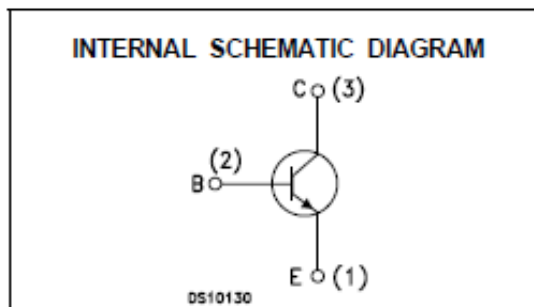 INTERNAL SCHEMATIC DIAGRAM
C (3)
(2)
B
E (1)
DS10130